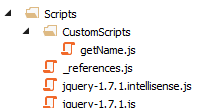 Scripts
CustomScripts
getName.js
_references.js
jquery-1.7.1.intellisense.js
jquery-1.7.1.js